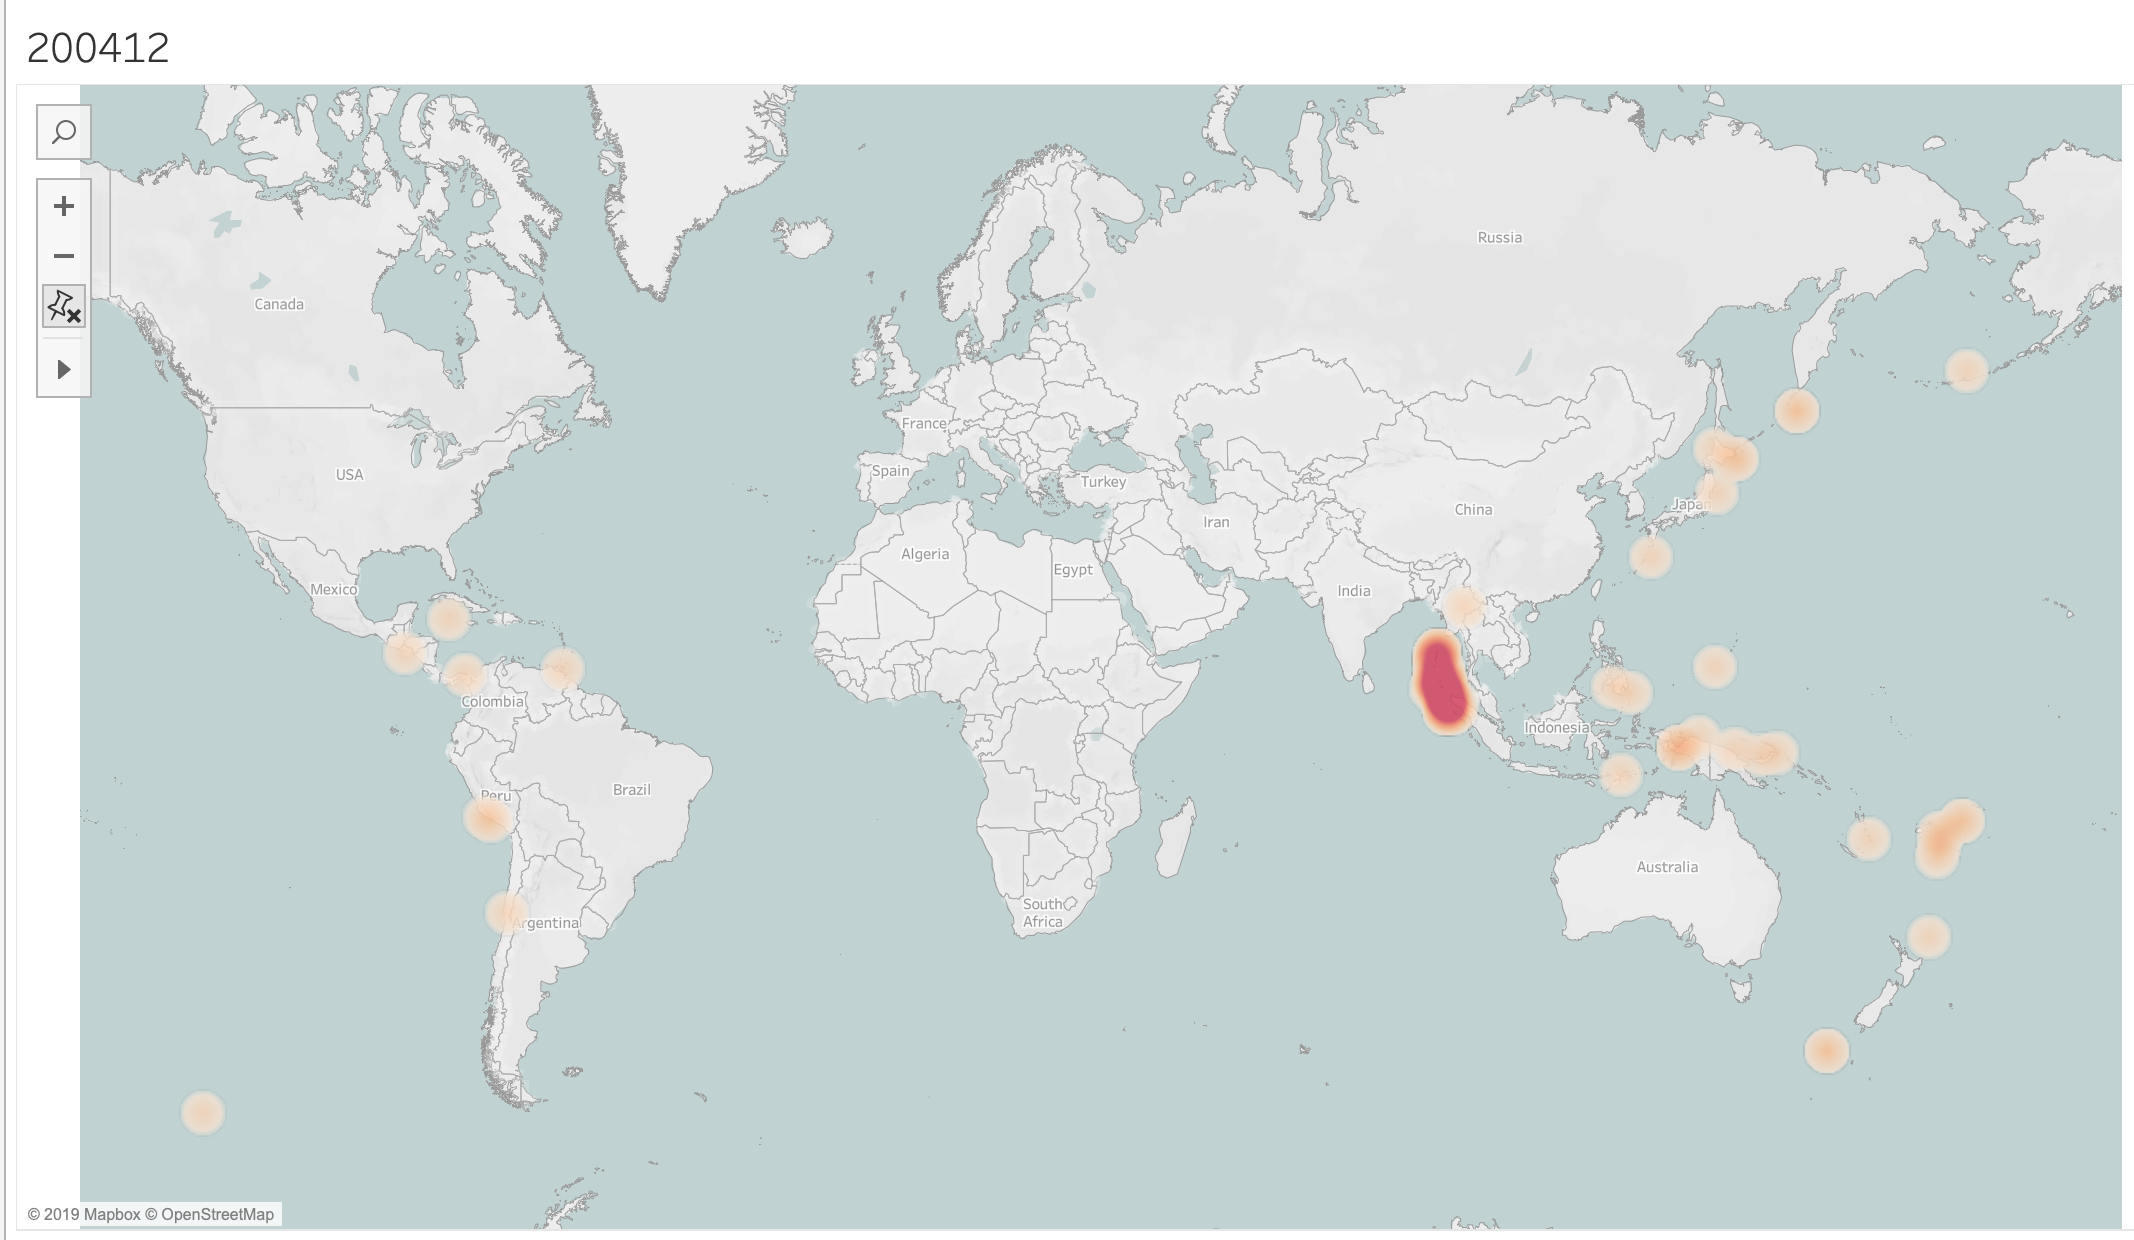 200412
Russia
Canada
France
USA
Spain
Turkey
China
Japan
Iran
Algeria
Egypt
Mexico
India
Colombia
Indonesia
Brazil
Peru
Australia
South
Africa
Argentina
© 2019 Mapbox © OpenStreetMap